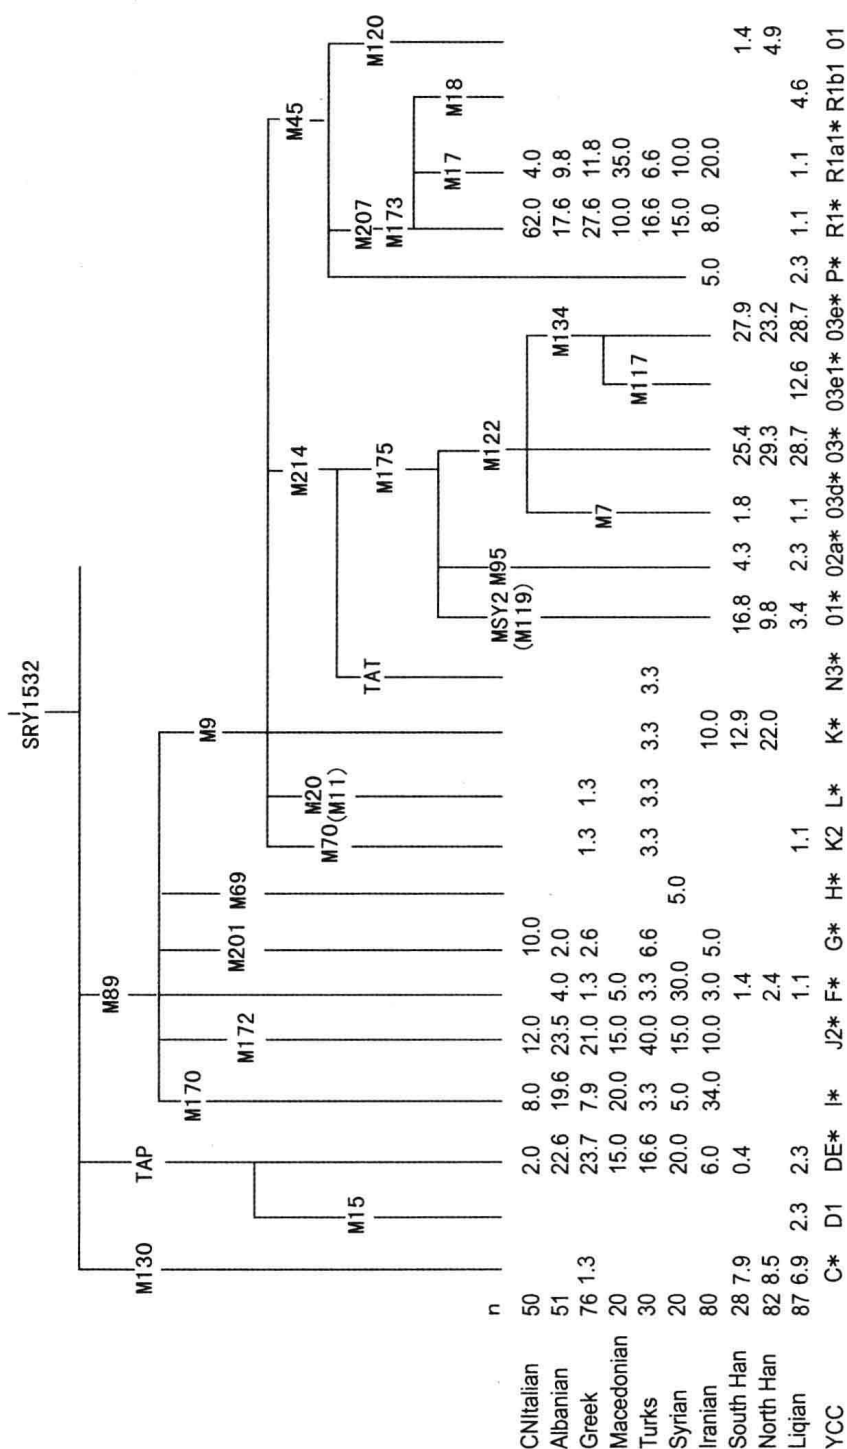 SRY1532
M89
M130 TAP
M170 M9
M172 M201 M69
M214 M45
M20
M70 (M11)
M15 M207
TAT M175 M120
M173
M17 M18
MSY2 M95 M122
(M119)
M134
M7
M117
n
CNItalian 50 2.0 8.0 12.0 10.0 62.0 4.0
Albanian 51 22.6 19.6 23.5 4.0 2.0 17.6 9.8
Greek 76 1.3 23.7 7.9 21.0 1.3 2.6 1.3 1.3 27.6 11.8
Macedonian 20 15.0 20.0 15.0 5.0 10.0 35.0
Turks 30 16.6 3.3 40.0 3.3 6.6 3.3 3.3 3.3 3.3 16.6 6.6
Syrian 20 20.0 5.0 15.0 30.0 5.0 15.0 10.0
Iranian 80 6.0 34.0 10.0 3.0 5.0 10.0 5.0 8.0 20.0
South Han 28 7.9 0.4 1.4 12.9 16.8 4.3 1.8 25.4 27.9 1.4
North Han 82 8.5 2.4 22.0 9.8 29.3 23.2 4.9
Liqian 87 6.9 2.3 2.3 1.1 1.1 3.4 2.3 1.1 28.7 12.6 28.7 2.3 1.1 1.1 4.6
YCC C* D1 DE* I* J2* F* G* H* K2 L* K* N3* 01* 02a* 03d* 03* 03e1* 03e* P* R1* R1a1* R1b1 01